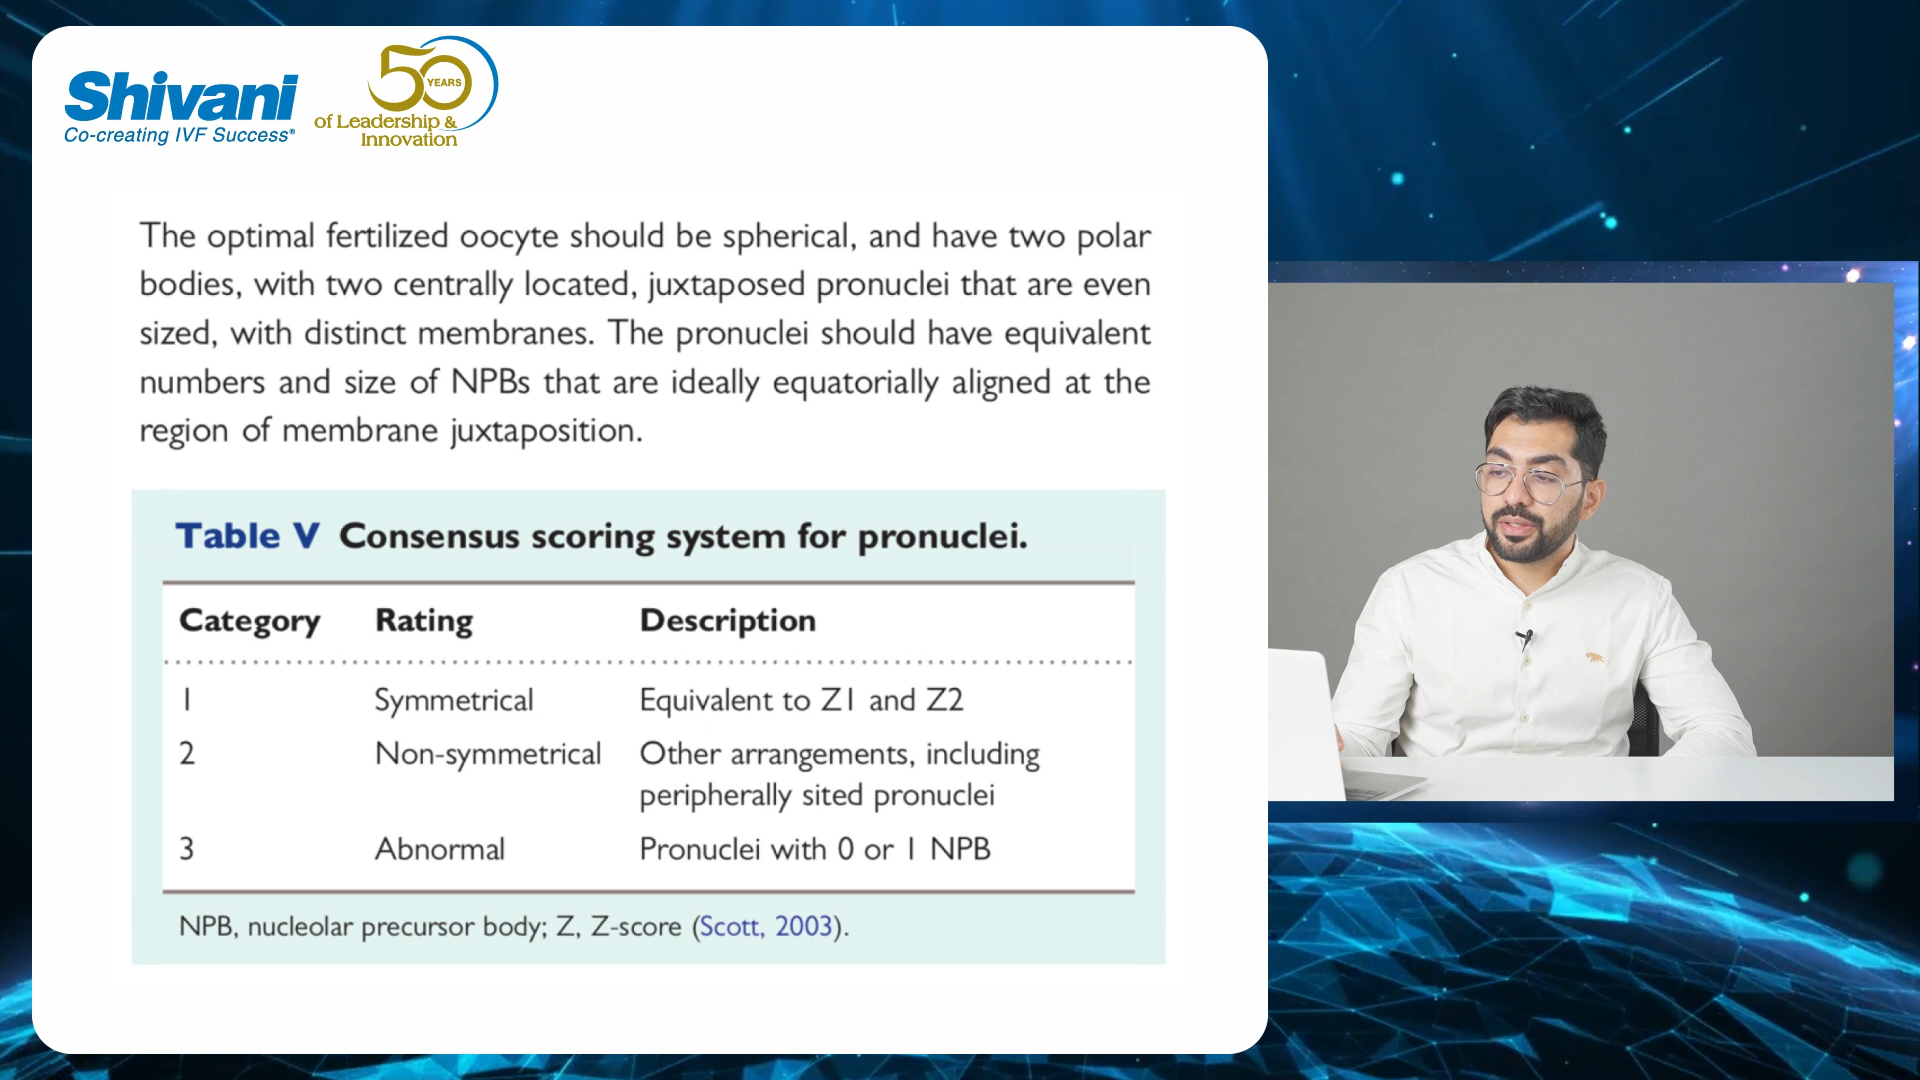 Shivani
Co-creating IVF Success®
50
YEARS
of Leadership &
Innovation
The optimal fertilized oocyte should be spherical, and have two polar
bodies, with two centrally located, juxtaposed pronuclei that are even
sized, with distinct membranes. The pronuclei should have equivalent
numbers and size of NPBs that are ideally equatorially aligned at the
region of membrane juxtaposition.
Table V Consensus scoring system for pronuclei.
Category Rating Description
1 Symmetrical Equivalent to Z1 and Z2
2 Non-symmetrical Other arrangements, including
peripherally sited pronuclei
3 Abnormal Pronuclei with 0 or 1 NPB
NPB, nucleolar precursor body; Z, Z-score (Scott, 2003).